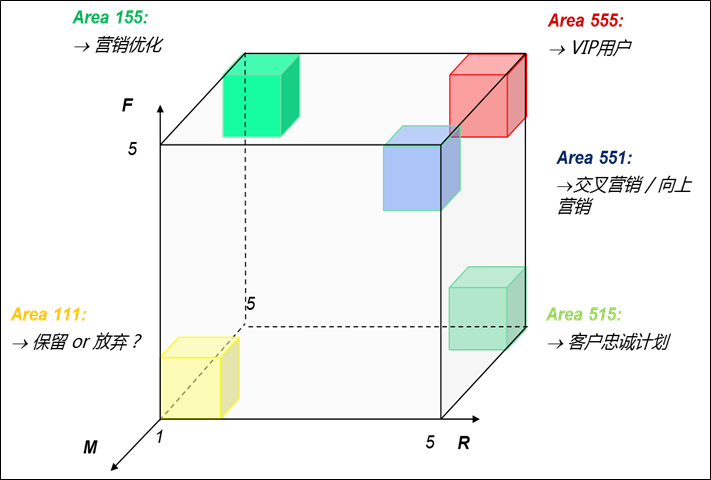 Area 155:
→ 营销优化
Area 555:
→ VIP用户
F
5
Area 551:
→交叉营销 / 向上
营销
5
Area 111:
→ 保留 or 放弃？
Area 515:
→ 客户忠诚计划
M
1
5
R